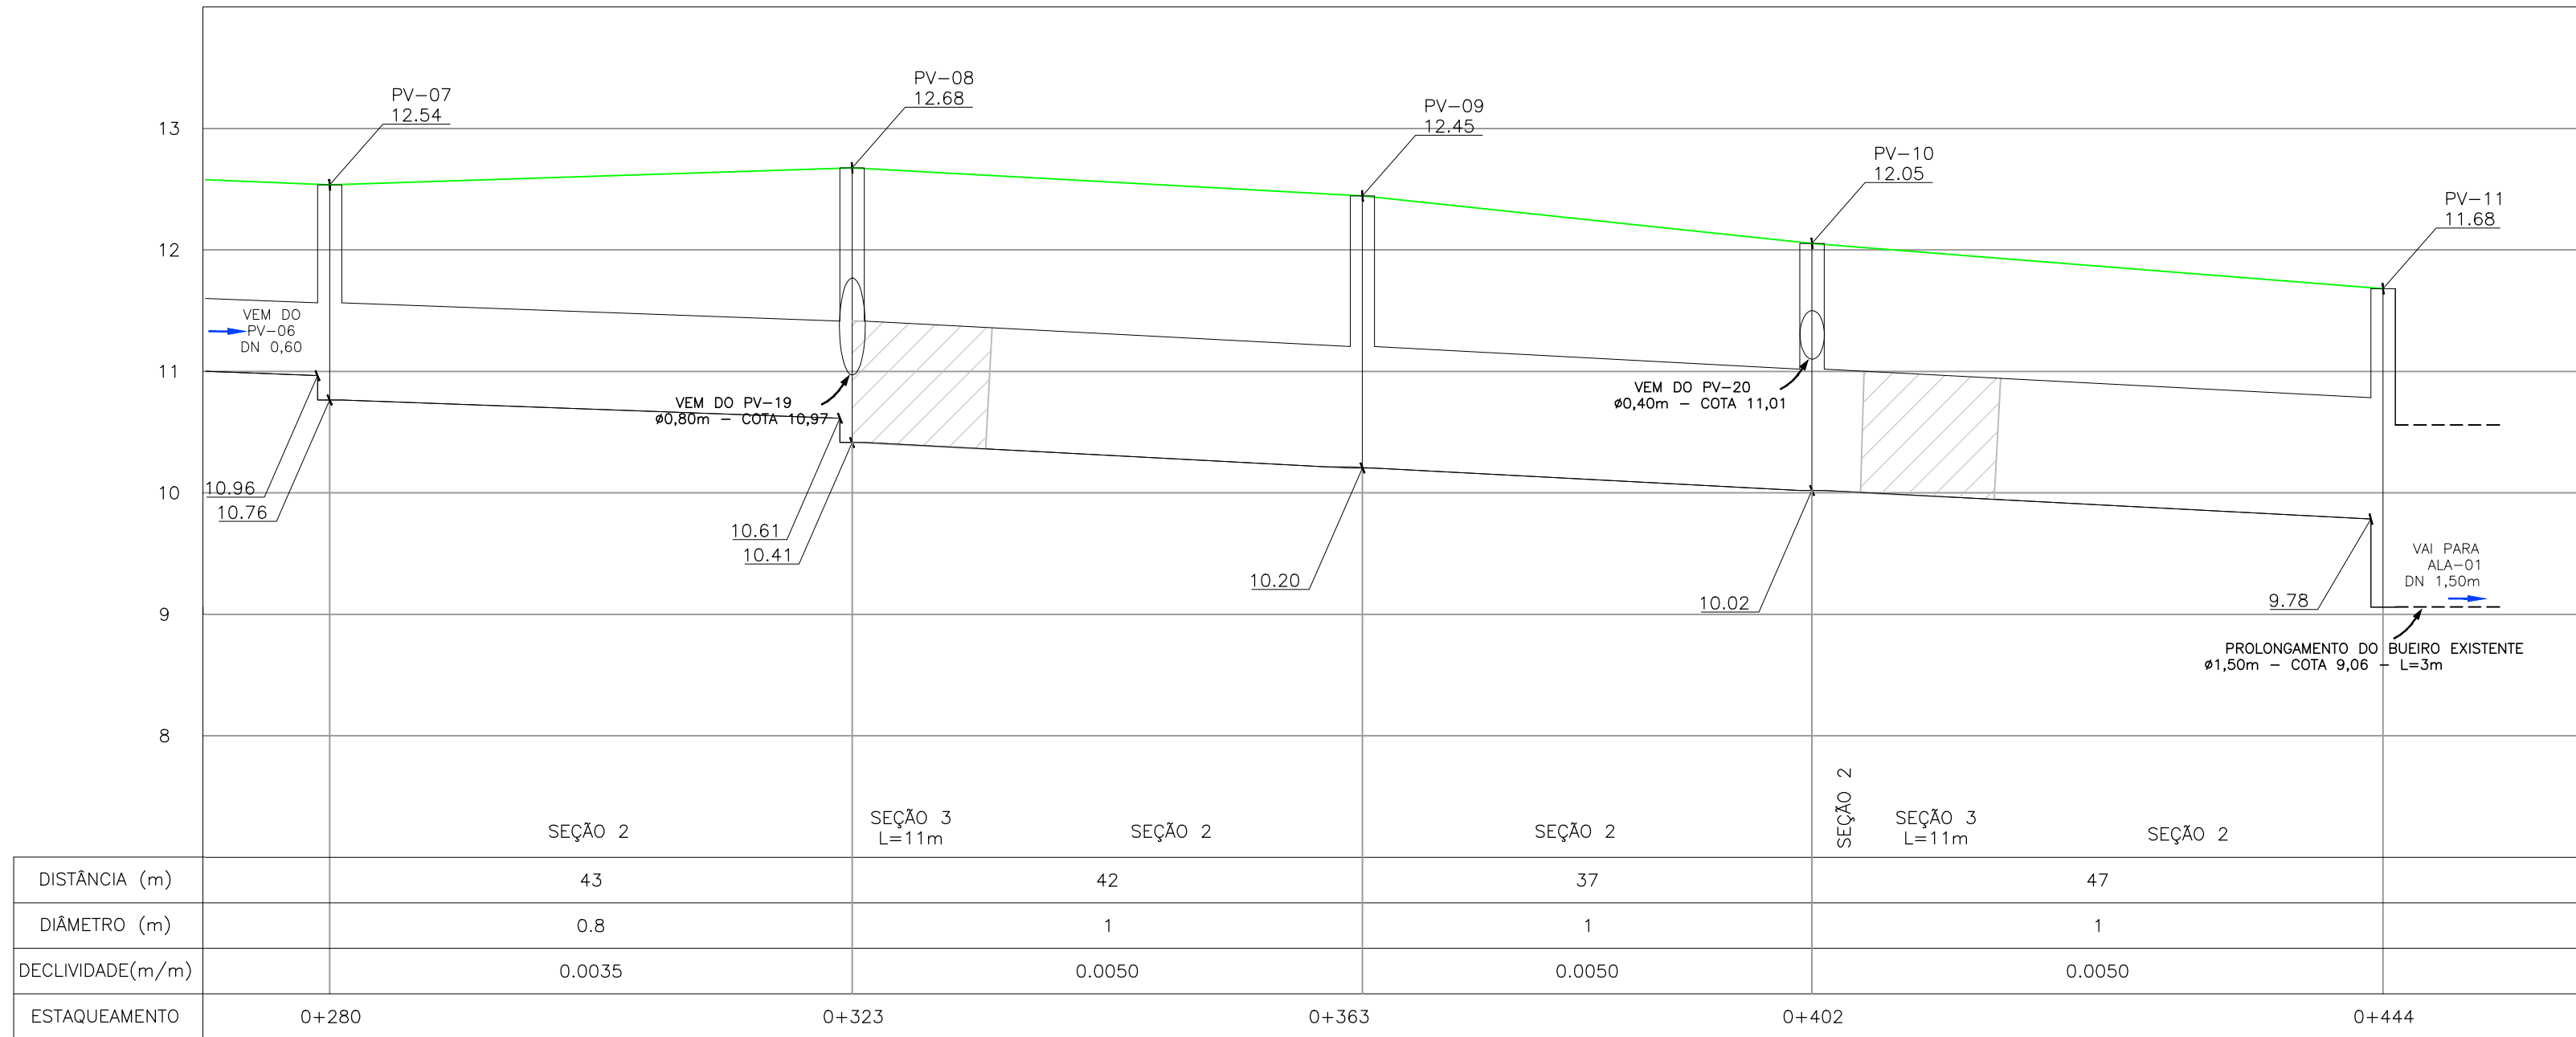 PV-07
12.54
PV-08
12.68
PV-09
12.45
PV-10
12.05
PV-11
11.68
13
12
11
10
9
8
VEM DO
PV-06
DN 0,60
VEM DO PV-19
ø0,80m - COTA 10,97
VEM DO PV-20
ø0,40m - COTA 11,01
10.96
10.76
10.61
10.41
10.20
10.02
9.78
VAI PARA
ALA-01
DN 1,50m
PROLONGAMENTO DO BUEIRO EXISTENTE
ø1,50m - COTA 9,06 - L=3m
SEÇÃO 2
SEÇÃO 3
L=11m
SEÇÃO 2
SEÇÃO 2
SEÇÃO 2
SEÇÃO 3
L=11m
SEÇÃO 2
DISTÂNCIA (m) 43 42 37 47
DIÂMETRO (m) 0.8 1 1 1
DECLIVIDADE(m/m) 0.0035 0.0050 0.0050 0.0050
ESTAQUEAMENTO 0+280 0+323 0+363 0+402 0+444